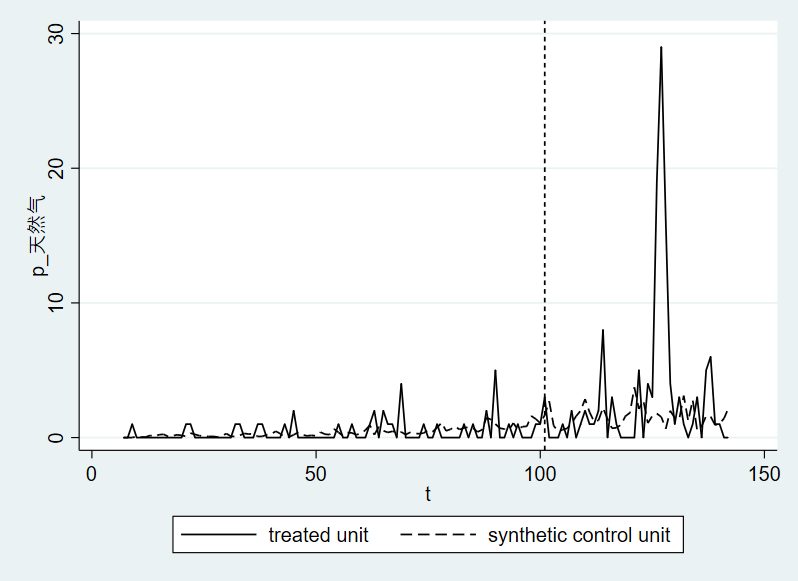 30
20
10
0
p_天然气
0
50
100
150
t
treated unit
synthetic control unit